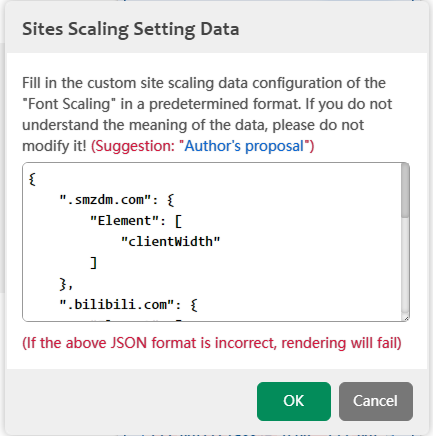 Sites Scaling Setting Data
Fill in the custom site scaling data configuration of the
"Font Scaling" in a predetermined format. If you do not
understand the meaning of the data, please do not
modify it! (Suggestion: "Author's proposal")
{
    ".smzdm.com": {
        "Element": [
            "clientWidth"
        ]
    },
    ".bilibili.com": {
(If the above JSON format is incorrect, rendering will fail)
OK Cancel